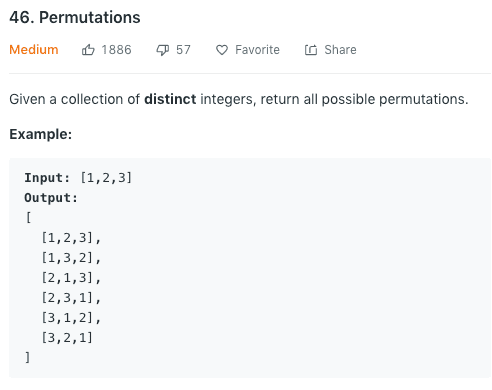 46. Permutations
Medium 1886 57 Favorite Share
Given a collection of distinct integers, return all possible permutations.
Example:
Input: [1,2,3]
Output:
[
  [1,2,3],
  [1,3,2],
  [2,1,3],
  [2,3,1],
  [3,1,2],
  [3,2,1]
]